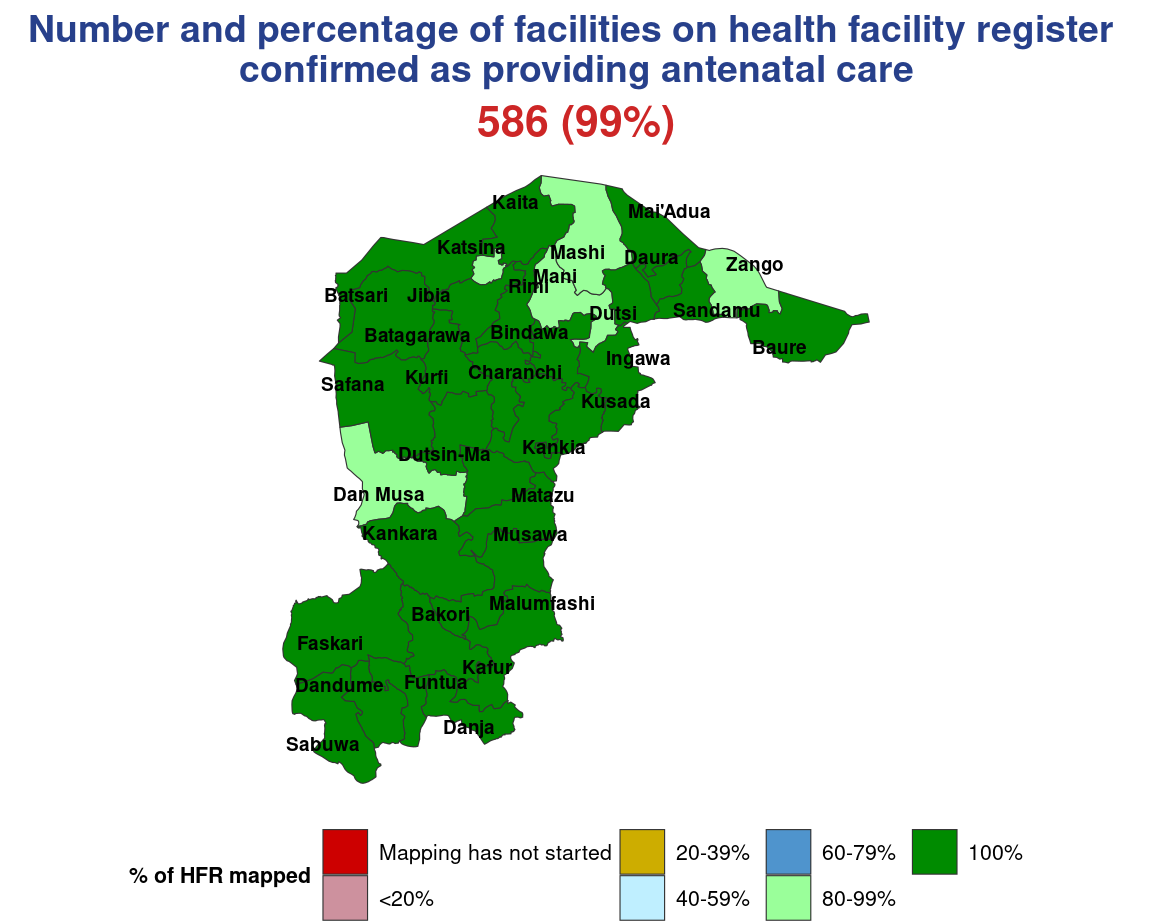 Number and percentage of facilities on health facility register
confirmed as providing antenatal care
586 (99%)
Kaita
Mai'Adua
Katsina
Mashi
Daura
Zango
Mani
Rimi
Batsari
Jibia
Dutsi
Sandamu
Batagarawa
Bindawa
Baure
Ingawa
Charanchi
Kurfi
Safana
Kusada
Kankia
Dutsin-Ma
Dan Musa
Matazu
Kankara
Musawa
Malumfashi
Bakori
Faskari
Kafur
Funtua
Dandume
Danja
Sabuwa
% of HFR mapped
Mapping has not started
<20%
20-39%
40-59%
60-79%
80-99%
100%